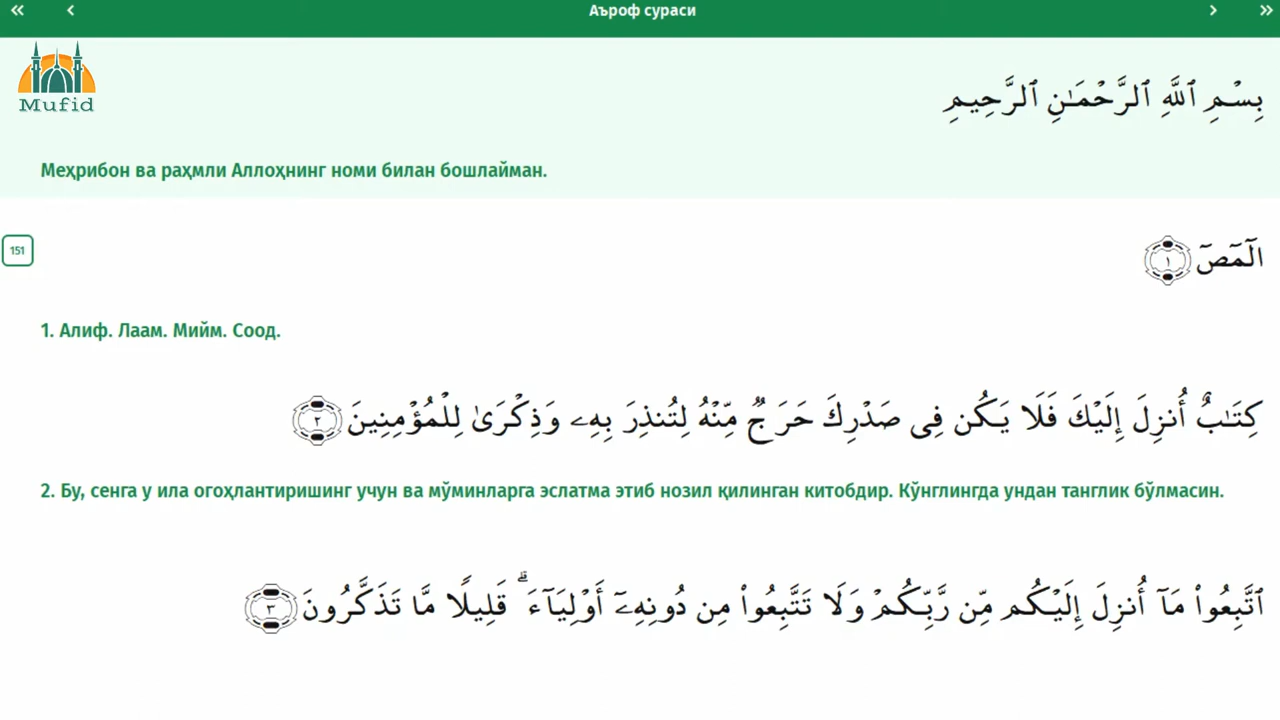 « ‹ Аъроф сураси › »
Mufid
بِسْمِ ٱللَّهِ ٱلرَّحْمَـٰنِ ٱلرَّحِيمِ
Меҳрибон ва раҳмли Аллоҳнинг номи билан бошлайман.
151
الٓمٓصٓ ١
1. Алиф. Лаам. Мийм. Соод.
كِتَـٰبٌ أُنزِلَ إِلَيْكَ فَلَا يَكُن فِى صَدْرِكَ حَرَجٌ مِّنْهُ لِتُنذِرَ بِهِۦ وَذِكْرَىٰ لِلْمُؤْمِنِينَ ٢
2. Бу, сенга у ила огоҳлантиришинг учун ва мўминларга эслатма этиб нозил қилинган китобдир. Кўнглингда ундан танглик бўлмасин.
ٱتَّبِعُوا۟ مَآ أُنزِلَ إِلَيْكُم مِّن رَّبِّكُمْ وَلَا تَتَّبِعُوا۟ مِن دُونِهِۦٓ أَوْلِيَآءَ ۗ قَلِيلًا مَّا تَذَكَّرُونَ ٣